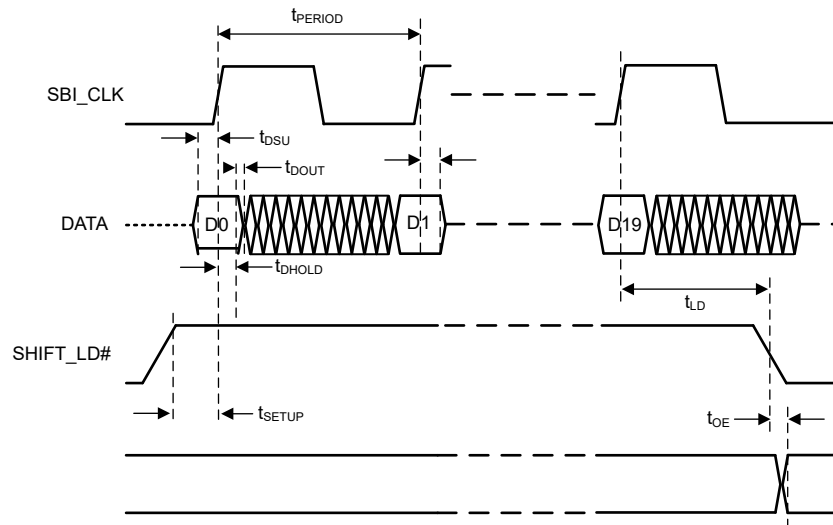 tPERIOD
SBI_CLK
tDSU
tDOUT
DATA
D0
D1
D19
tDHOLD
tLD
SHIFT_LD#
tSETUP
tOE